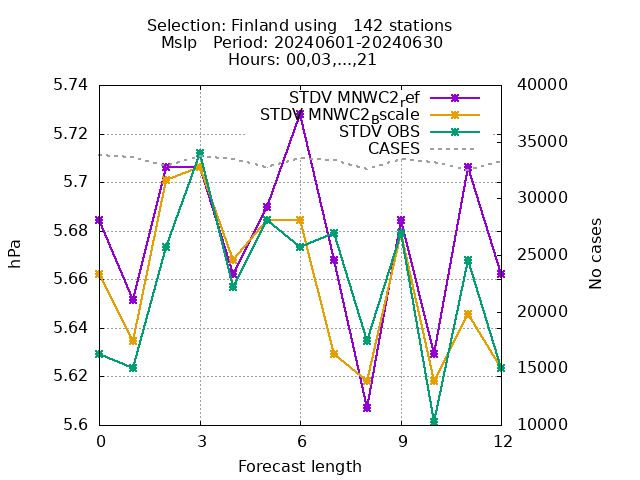 Selection: Finland using   142 stations
Mslp   Period: 20240601-20240630
Hours: 00,03,...,21
STDV MNWC2_ref
STDV MNWC2_Bscale
STDV OBS
CASES
5.74
5.72
5.7
5.68
5.66
5.64
5.62
5.6
hPa
40000
35000
30000
25000
20000
15000
10000
No cases
0 3 6 9 12
Forecast length